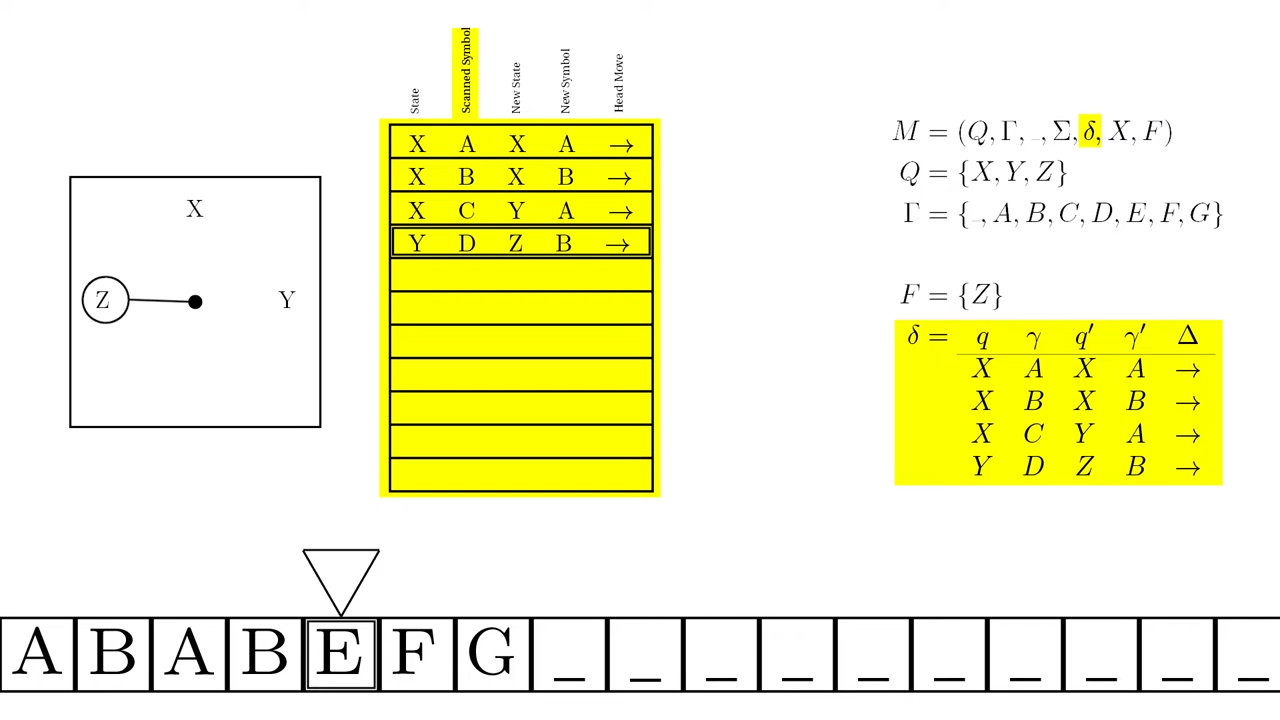 State Scanned Symbol New State New Symbol Head Move
X A X A →
X B X B →
X C Y A →
Y D Z B →
X
Z Y
M = (Q, Γ, _, Σ, δ, X, F)
Q = {X, Y, Z}
Γ = {_, A, B, C, D, E, F, G}
F = {Z}
δ = q γ q′ γ′ Δ
X A X A →
X B X B →
X C Y A →
Y D Z B →
A B A B E F G _ _ _ _ _ _ _ _ _ _